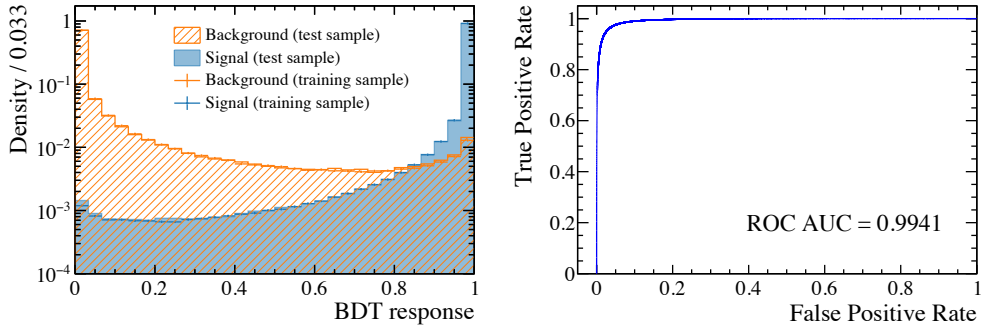 Density / 0.033
1
10⁻¹
10⁻²
10⁻³
10⁻⁴
Background (test sample)
Signal (test sample)
Background (training sample)
Signal (training sample)
0 0.2 0.4 0.6 0.8 1
BDT response
True Positive Rate
1
0.8
0.6
0.4
0.2
0
ROC AUC = 0.9941
0 0.2 0.4 0.6 0.8 1
False Positive Rate